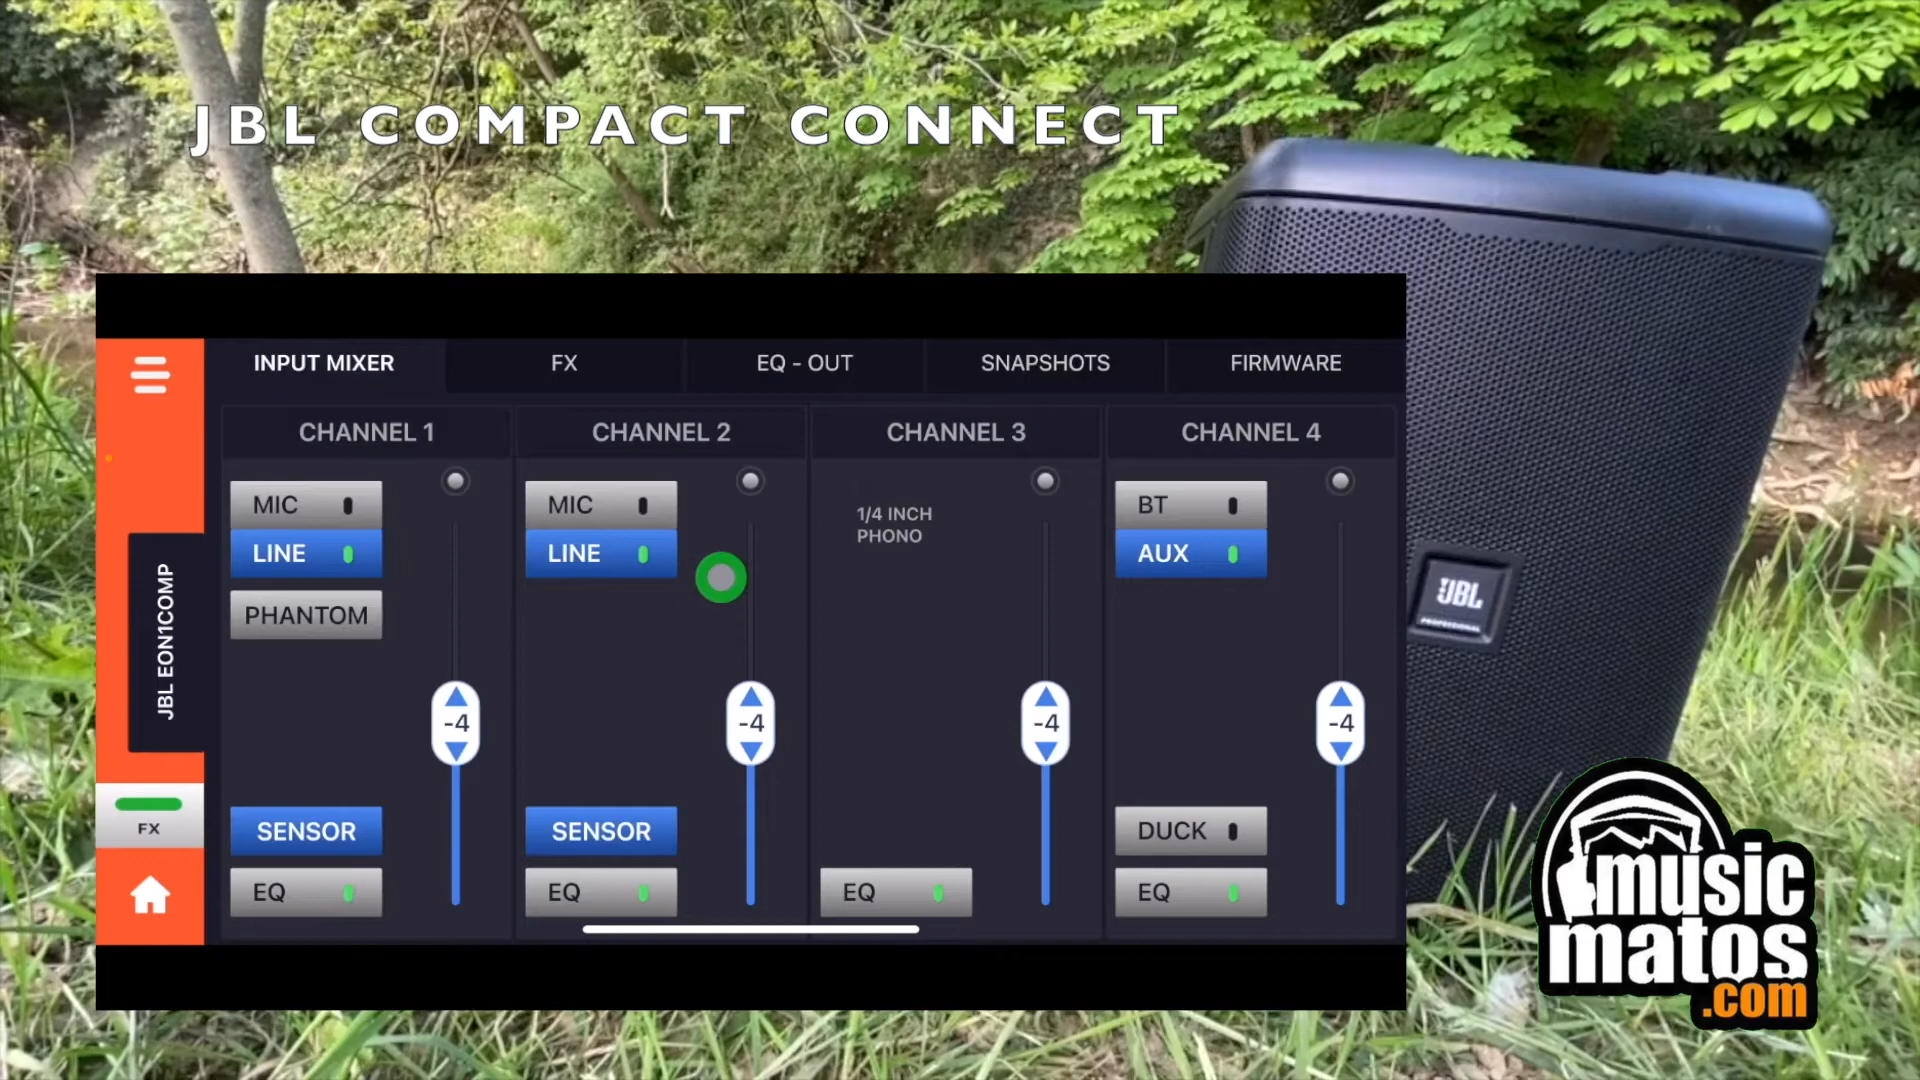 JBL COMPACT CONNECT
INPUT MIXER
FX
EQ - OUT
SNAPSHOTS
FIRMWARE
CHANNEL 1
CHANNEL 2
CHANNEL 3
CHANNEL 4
MIC
LINE
PHANTOM
-4
SENSOR
EQ
MIC
LINE
-4
SENSOR
EQ
1/4 INCH
PHONO
-4
EQ
BT
AUX
-4
DUCK
EQ
JBL EON1COMP
FX
JBL
PROFESSIONAL
music
matos
.com